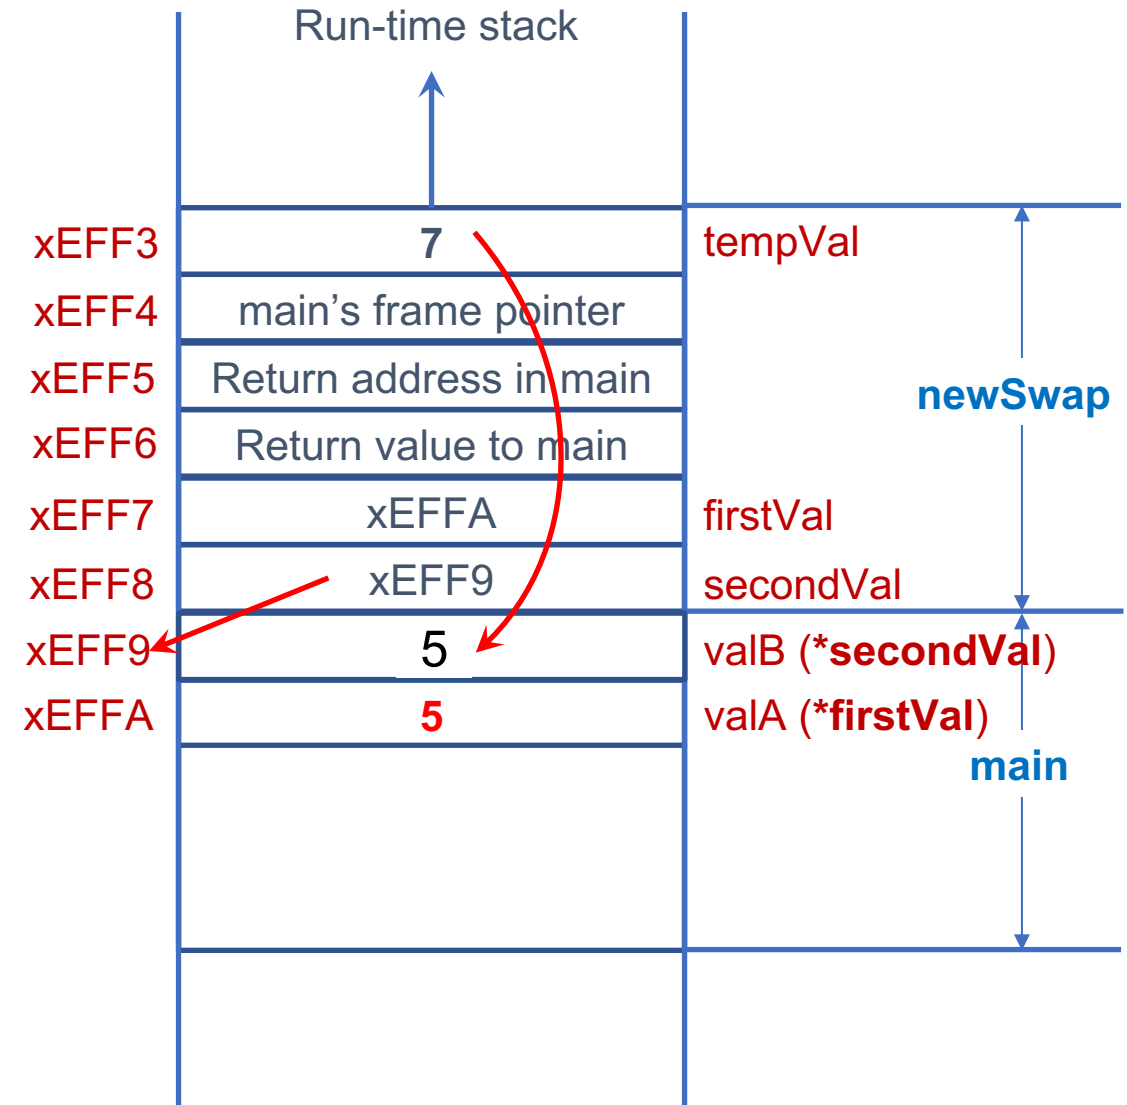 Run-time stack
xEFF3 7 tempVal
xEFF4 main's frame pointer
xEFF5 Return address in main
newSwap
xEFF6 Return value to main
xEFF7 xEFFA firstVal
xEFF8 xEFF9 secondVal
xEFF9 5 valB (*secondVal)
xEFFA 5 valA (*firstVal)
main